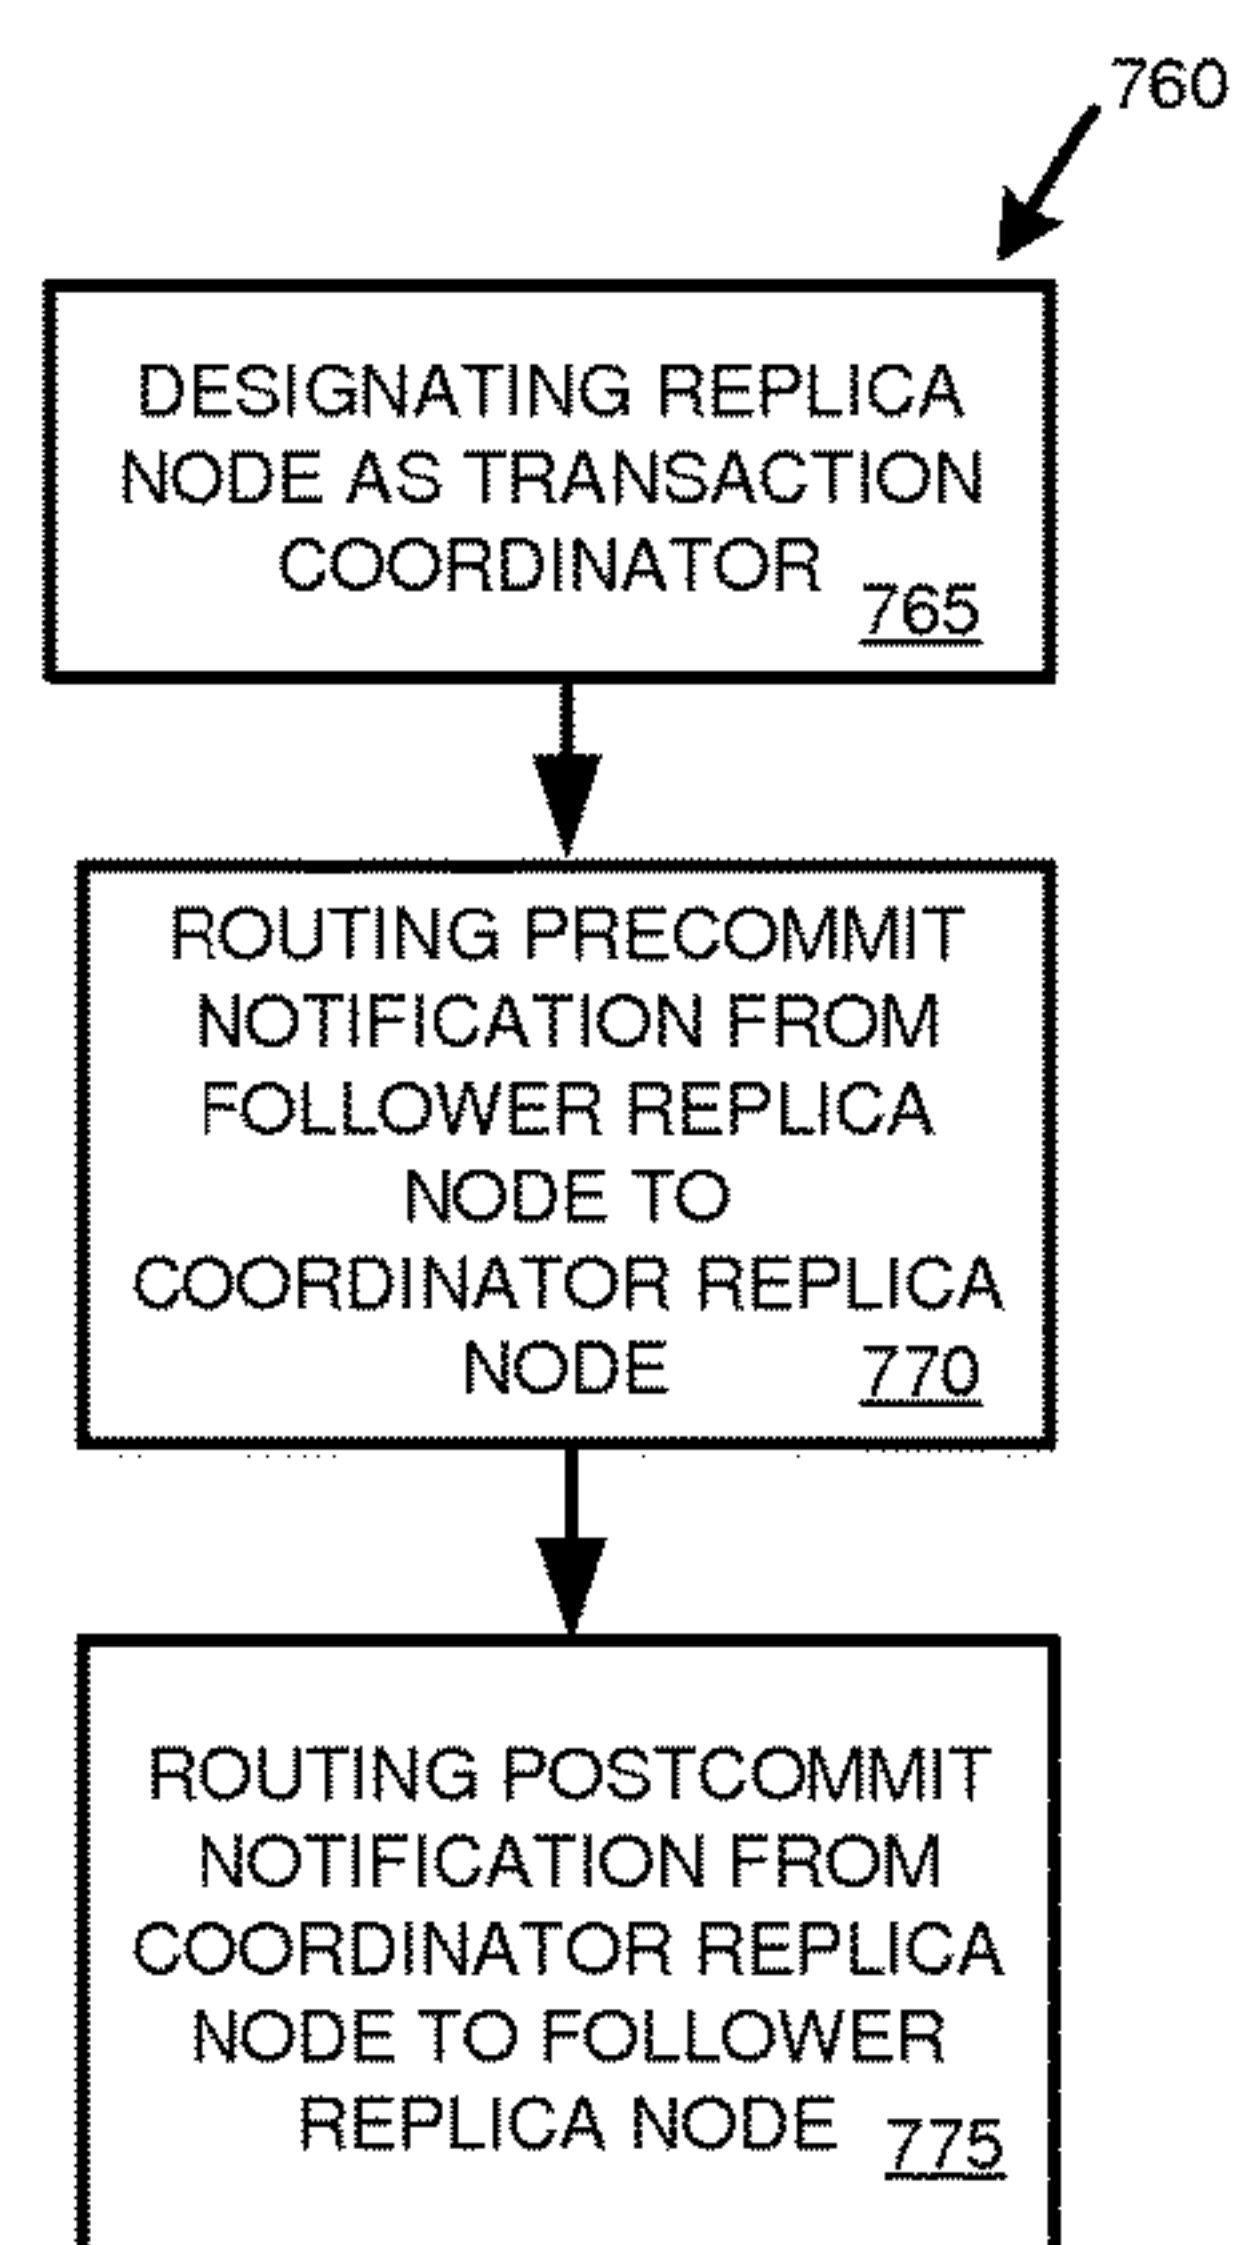 760
DESIGNATING REPLICA
NODE AS TRANSACTION
COORDINATOR
765
ROUTING PRECOMMIT
NOTIFICATION FROM
FOLLOWER REPLICA
NODE TO
COORDINATOR REPLICA
NODE
770
ROUTING POSTCOMMIT
NOTIFICATION FROM
COORDINATOR REPLICA
NODE TO FOLLOWER
REPLICA NODE
775